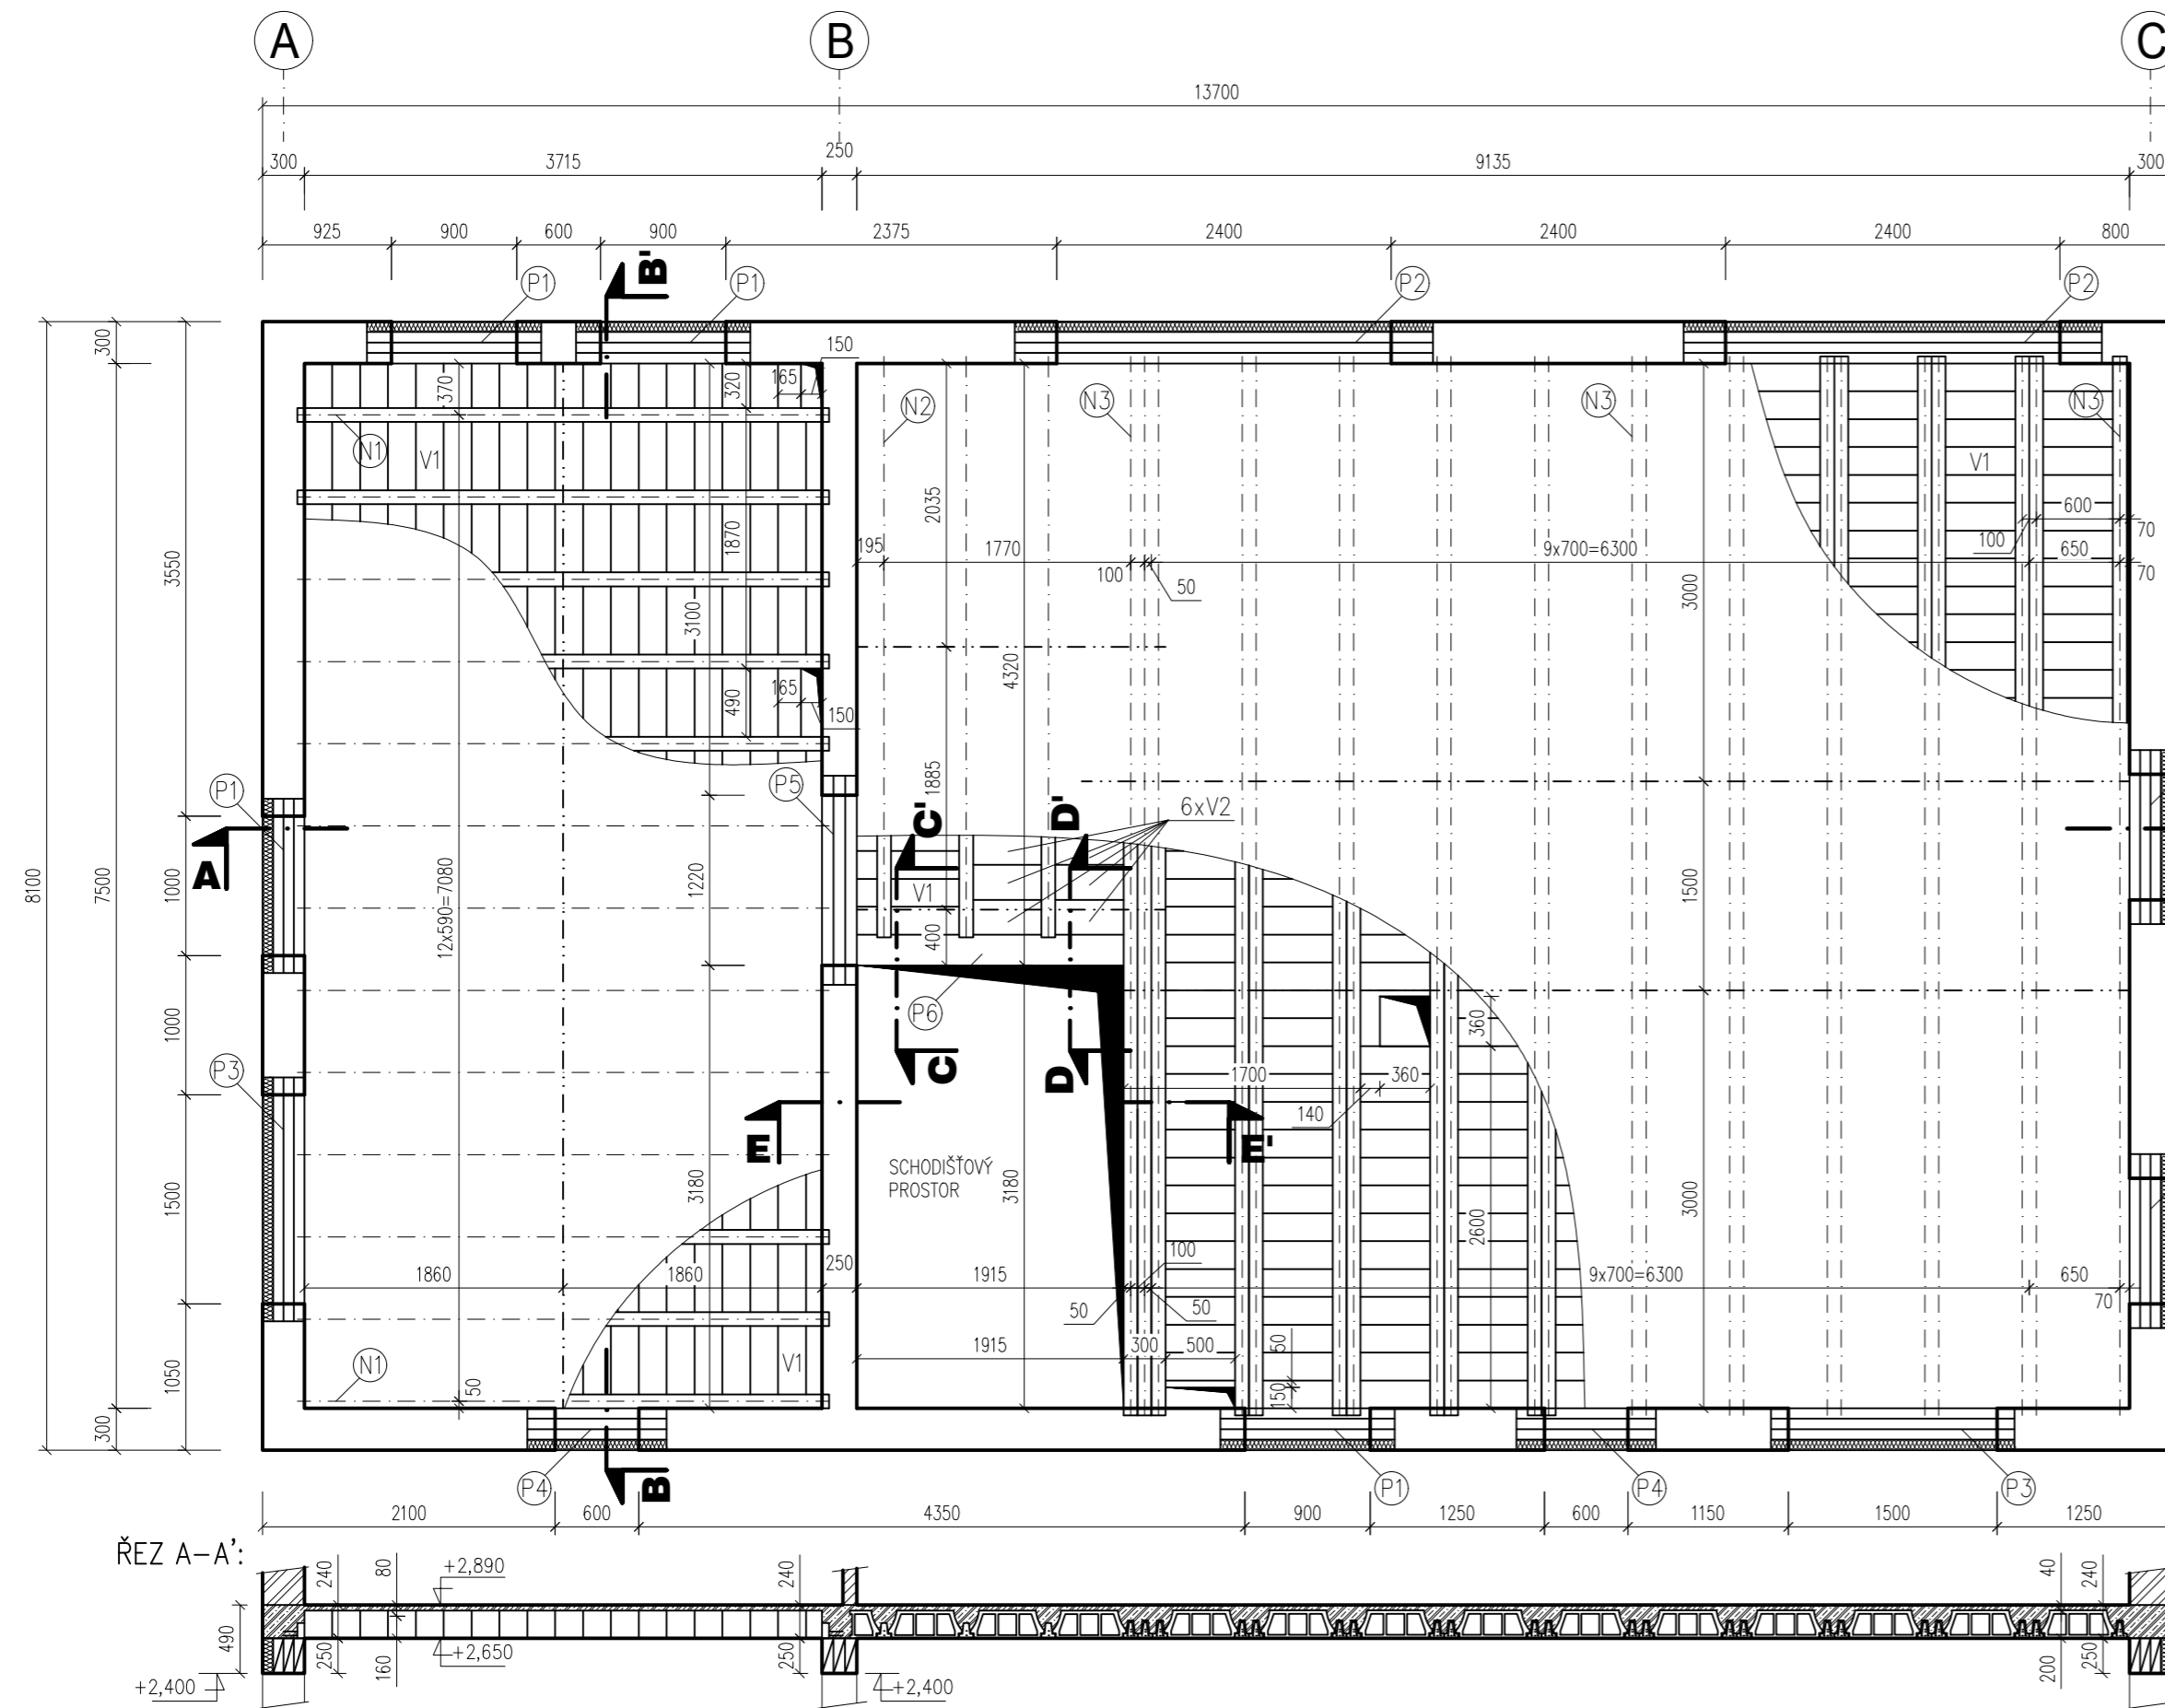 A
B
C
13700
300
3715
250
9135
300
925
900
600
900
2375
2400
2400
2400
800
B'
P1
P1
P2
P2
300
370
150
165
320
N1
V1
N2
N3
N3
N3
V1
2035
1870
195
1770
100
50
9x700=6300
3000
600
100
650
70
70
3550
3100
4320
165
490
150
P1
P5
1885
C'
D'
6xV2
A
8100
7500
1000
12x590=7080
1220
V1
400
1500
1000
P6
P3
C
D
360
1700
360
140
E
E'
SCHODIŠŤOVÝ
PROSTOR
1500
3180
3180
2600
3000
1860
1860
250
1915
100
50
50
9x700=6300
650
70
1915
300
500
50
150
1050
N1
50
V1
300
P4
B
P1
P4
P3
2100
600
4350
900
1250
600
1150
1500
1250
ŘEZ A-A':
240
80
+2,890
240
40
240
490
250
160
+2,650
250
200
250
+2,400
+2,400